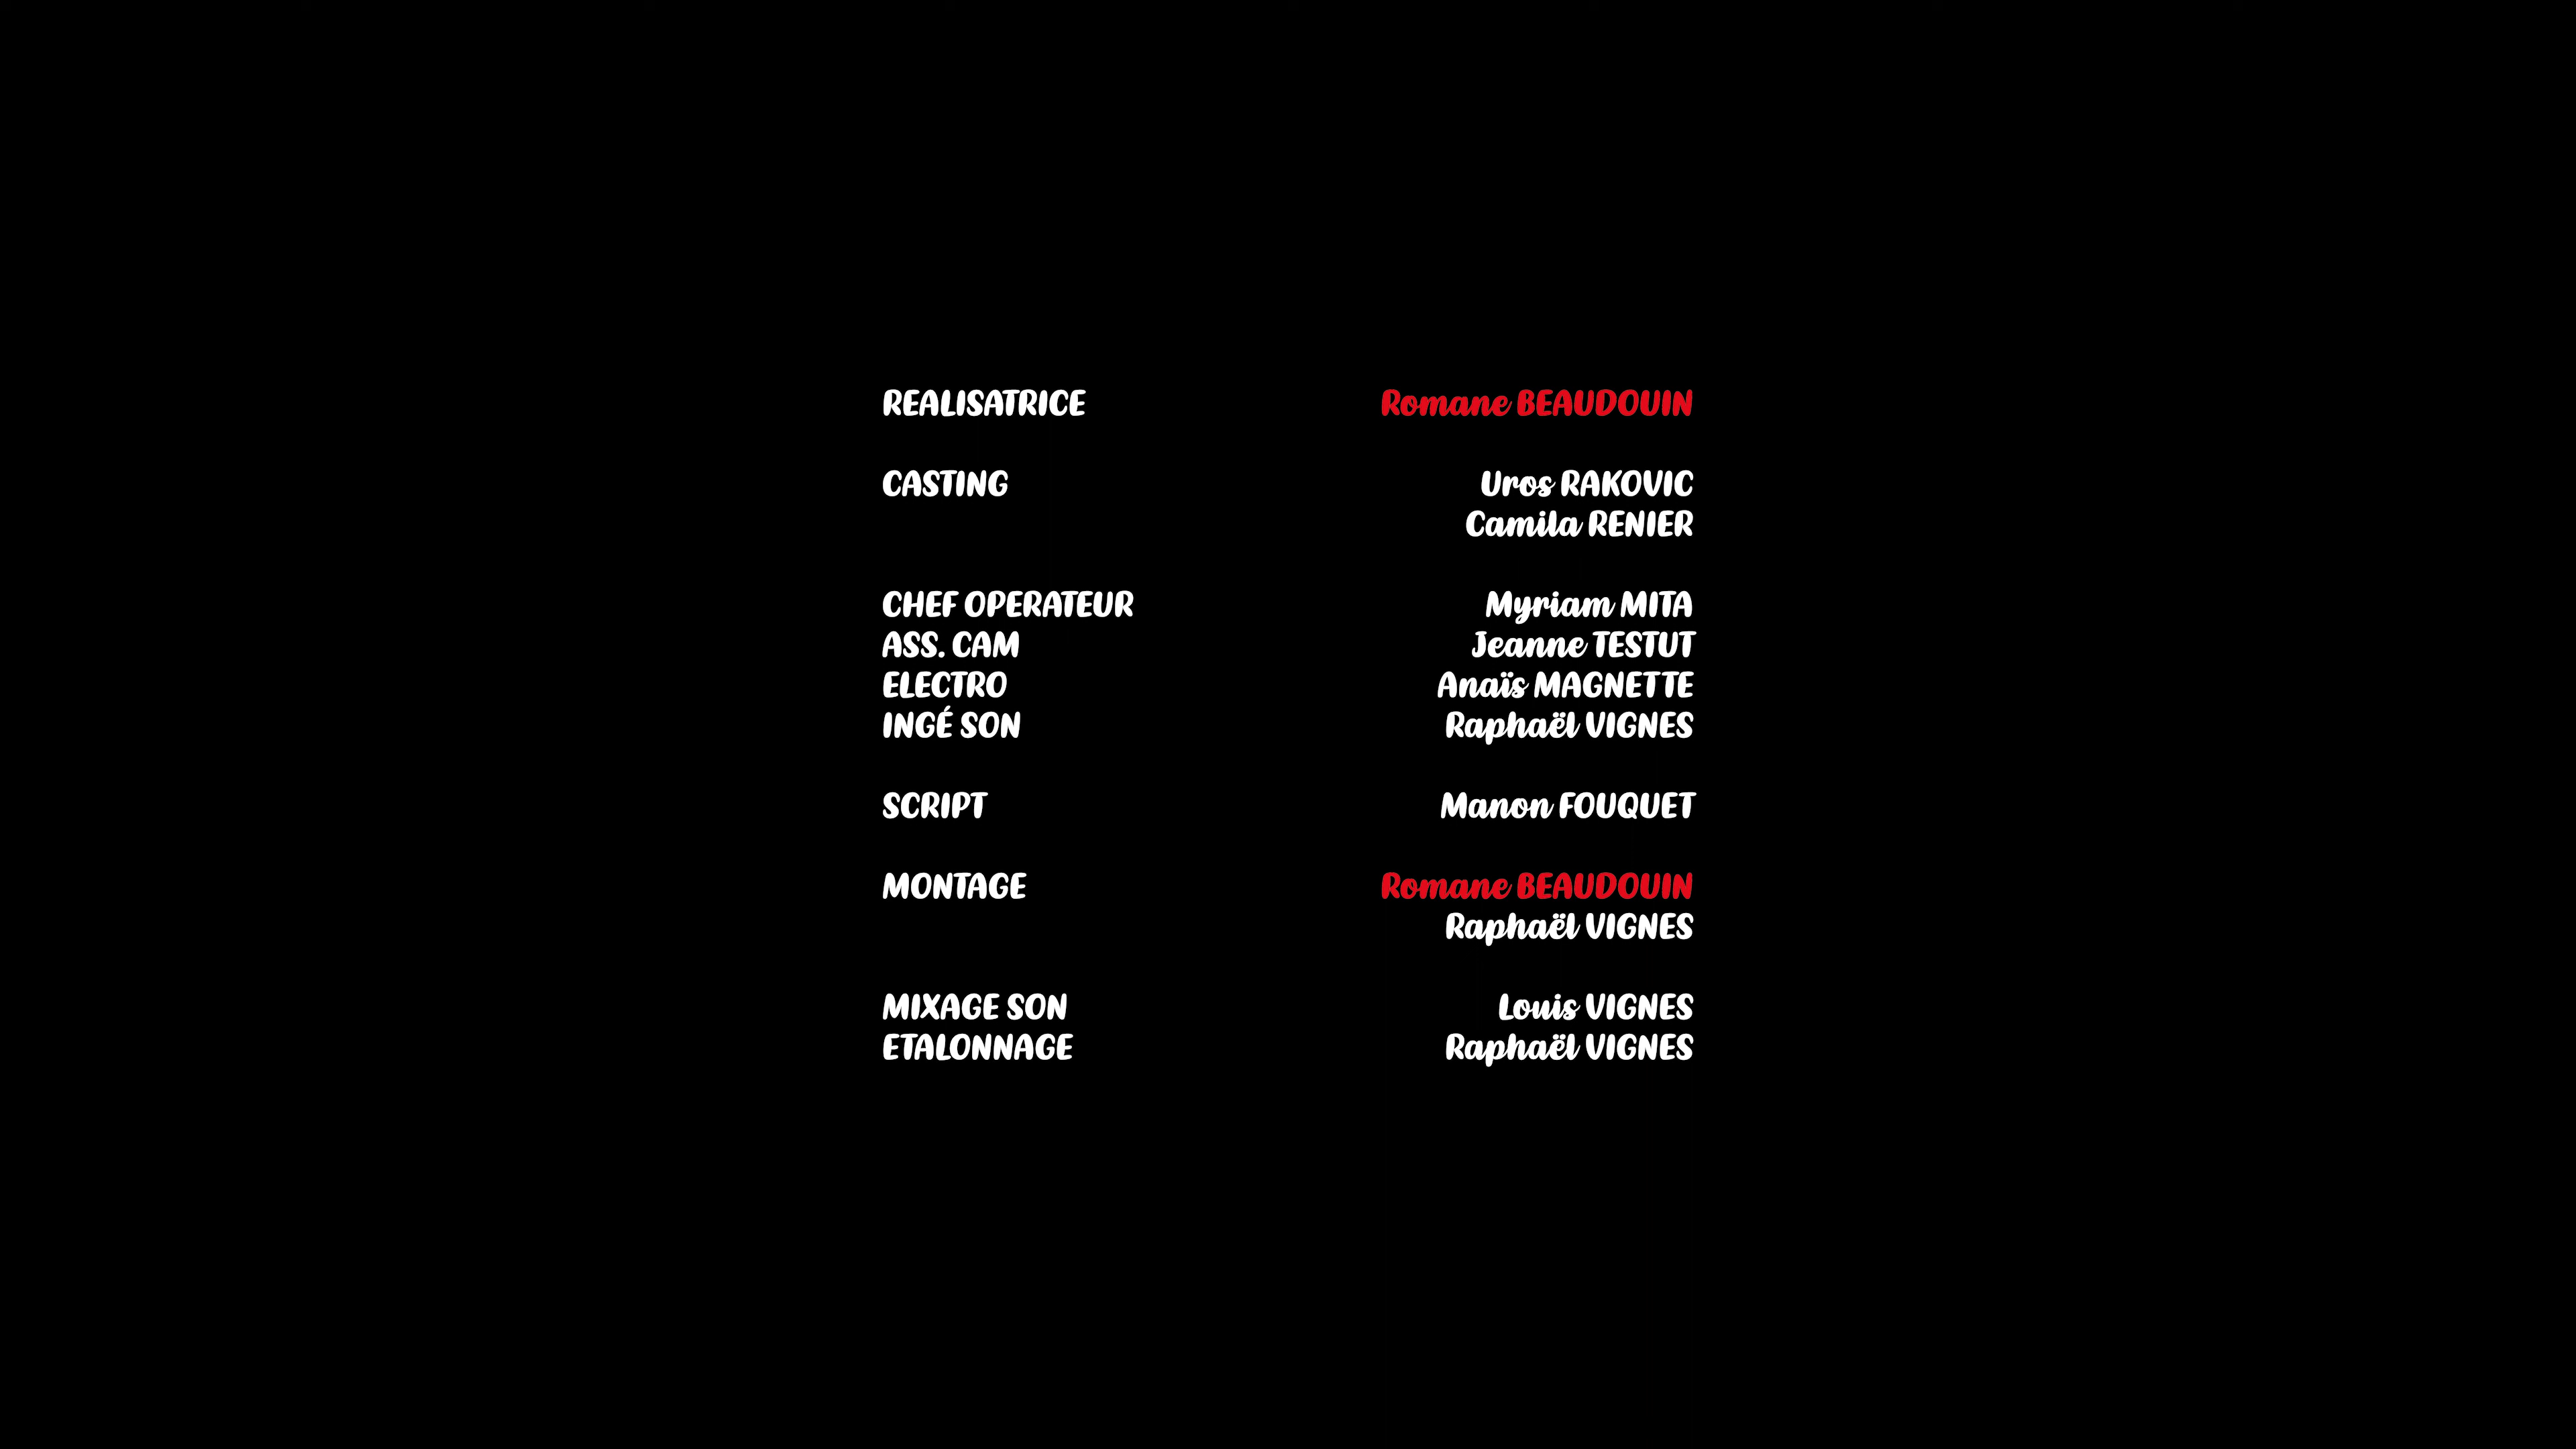 REALISATRICE Romane BEAUDOUIN
CASTING Uros RAKOVIC
Camila RENIER
CHEF OPERATEUR Myriam MITA
ASS. CAM Jeanne TESTUT
ELECTRO Anaïs MAGNETTE
INGÉ SON Raphaël VIGNES
SCRIPT Manon FOUQUET
MONTAGE Romane BEAUDOUIN
Raphaël VIGNES
MIXAGE SON Louis VIGNES
ETALONNAGE Raphaël VIGNES